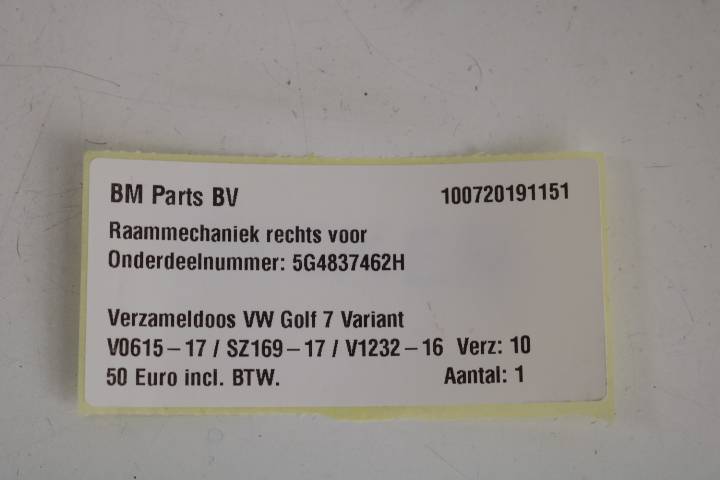 BM Parts BV 100720191151
Raammechaniek rechts voor
Onderdeelnummer: 5G4837462H
Verzameldoos VW Golf 7 Variant
V0615-17 / SZ169-17 / V1232-16 Verz: 10
50 Euro incl. BTW. Aantal: 1